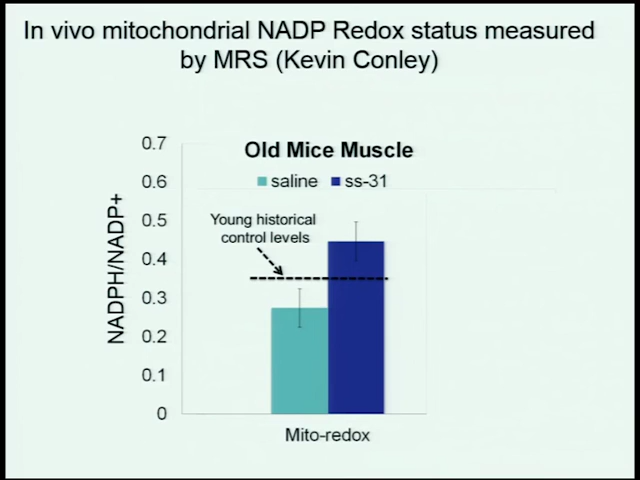 In vivo mitochondrial NADP Redox status measured
by MRS (Kevin Conley)
Old Mice Muscle
saline ss-31
Young historical
control levels
NADPH/NADP+
0.7
0.6
0.5
0.4
0.3
0.2
0.1
0
Mito-redox